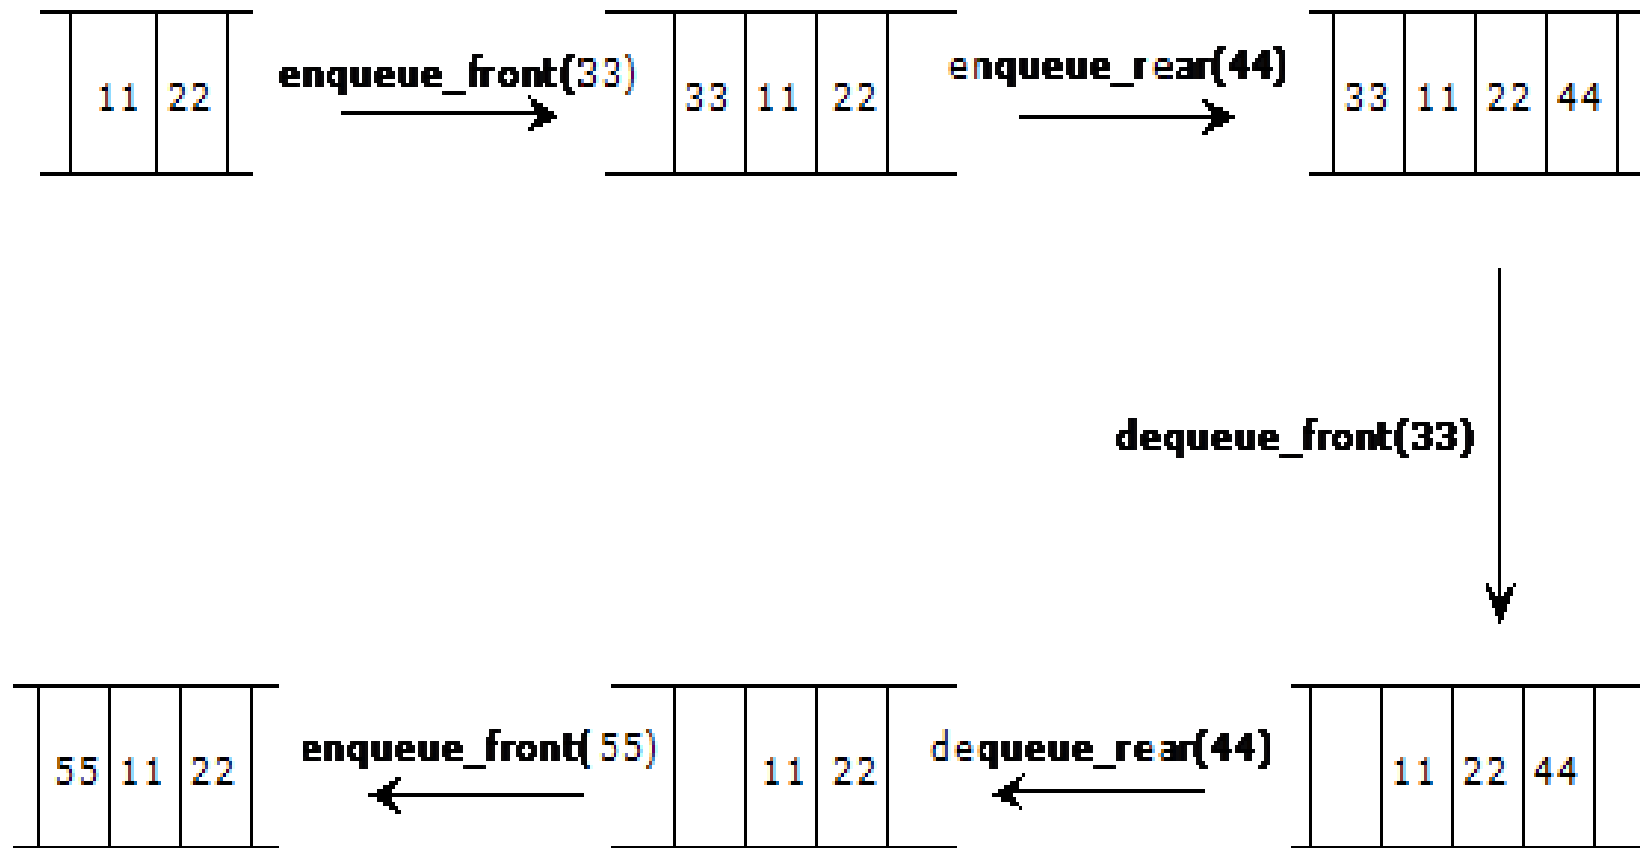 11 22
enqueue_front(33)
33 11 22
enqueue_rear(44)
33 11 22 44
dequeue_front(33)
55 11 22
enqueue_front(55)
11 22
dequeue_rear(44)
11 22 44